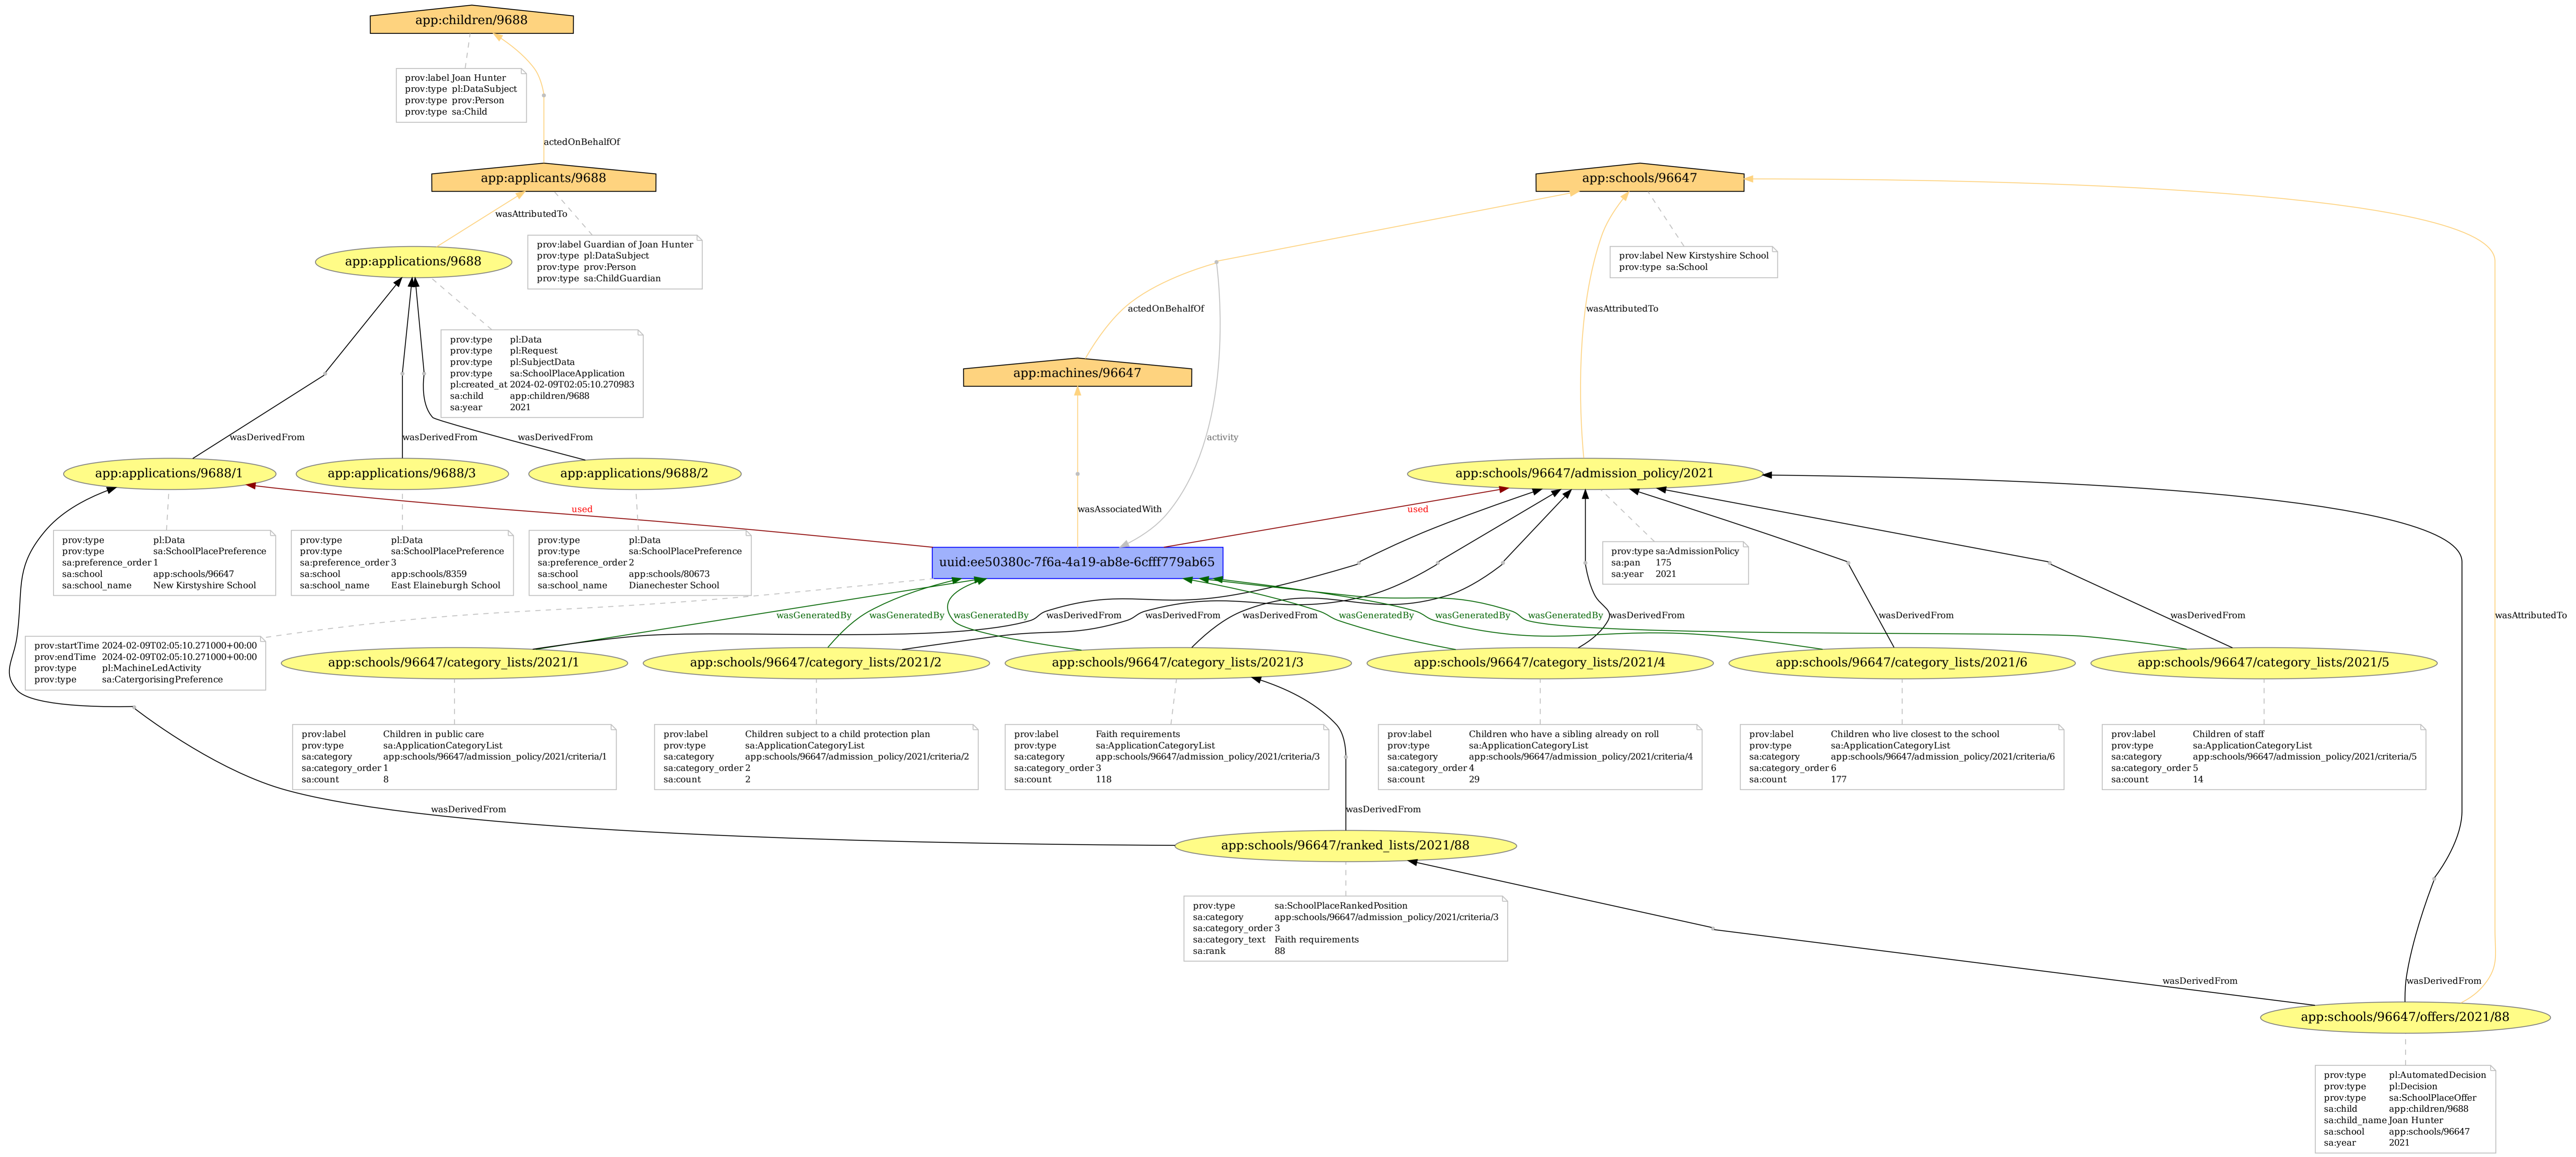 app:children/9688
prov:label Joan Hunter
prov:type pl:DataSubject
prov:type prov:Person
prov:type sa:Child
actedOnBehalfOf
app:applicants/9688
app:schools/96647
wasAttributedTo
prov:label Guardian of Joan Hunter
prov:type pl:DataSubject
prov:type prov:Person
prov:type sa:ChildGuardian
prov:label New Kirstyshire School
prov:type sa:School
app:applications/9688
actedOnBehalfOf
wasAttributedTo
prov:type pl:Data
prov:type pl:Request
prov:type pl:SubjectData
prov:type sa:SchoolPlaceApplication
pl:created_at 2024-02-09T02:05:10.270983
sa:child app:children/9688
sa:year 2021
app:machines/96647
wasDerivedFrom
wasDerivedFrom
wasDerivedFrom
activity
app:applications/9688/1
app:applications/9688/3
app:applications/9688/2
app:schools/96647/admission_policy/2021
used
wasAssociatedWith
used
prov:type pl:Data
prov:type sa:SchoolPlacePreference
sa:preference_order 1
sa:school app:schools/96647
sa:school_name New Kirstyshire School
prov:type pl:Data
prov:type sa:SchoolPlacePreference
sa:preference_order 3
sa:school app:schools/8359
sa:school_name East Elaineburgh School
prov:type pl:Data
prov:type sa:SchoolPlacePreference
sa:preference_order 2
sa:school app:schools/80673
sa:school_name Dianechester School
uuid:ee50380c-7f6a-4a19-ab8e-6cfff779ab65
prov:type sa:AdmissionPolicy
sa:pan 175
sa:year 2021
wasGeneratedBy
wasGeneratedBy
wasGeneratedBy
wasDerivedFrom
wasDerivedFrom
wasDerivedFrom
wasGeneratedBy
wasGeneratedBy
wasGeneratedBy
wasDerivedFrom
wasDerivedFrom
wasDerivedFrom
wasAttributedTo
prov:startTime 2024-02-09T02:05:10.271000+00:00
prov:endTime 2024-02-09T02:05:10.271000+00:00
prov:type pl:MachineLedActivity
prov:type sa:CatergorisingPreference
app:schools/96647/category_lists/2021/1
app:schools/96647/category_lists/2021/2
app:schools/96647/category_lists/2021/3
app:schools/96647/category_lists/2021/4
app:schools/96647/category_lists/2021/6
app:schools/96647/category_lists/2021/5
prov:label Children in public care
prov:type sa:ApplicationCategoryList
sa:category app:schools/96647/admission_policy/2021/criteria/1
sa:category_order 1
sa:count 8
prov:label Children subject to a child protection plan
prov:type sa:ApplicationCategoryList
sa:category app:schools/96647/admission_policy/2021/criteria/2
sa:category_order 2
sa:count 2
prov:label Faith requirements
prov:type sa:ApplicationCategoryList
sa:category app:schools/96647/admission_policy/2021/criteria/3
sa:category_order 3
sa:count 118
prov:label Children who have a sibling already on roll
prov:type sa:ApplicationCategoryList
sa:category app:schools/96647/admission_policy/2021/criteria/4
sa:category_order 4
sa:count 29
prov:label Children who live closest to the school
prov:type sa:ApplicationCategoryList
sa:category app:schools/96647/admission_policy/2021/criteria/6
sa:category_order 6
sa:count 177
prov:label Children of staff
prov:type sa:ApplicationCategoryList
sa:category app:schools/96647/admission_policy/2021/criteria/5
sa:category_order 5
sa:count 14
wasDerivedFrom
wasDerivedFrom
app:schools/96647/ranked_lists/2021/88
prov:type sa:SchoolPlaceRankedPosition
sa:category app:schools/96647/admission_policy/2021/criteria/3
sa:category_order 3
sa:category_text Faith requirements
sa:rank 88
wasDerivedFrom
wasDerivedFrom
app:schools/96647/offers/2021/88
prov:type pl:AutomatedDecision
prov:type pl:Decision
prov:type sa:SchoolPlaceOffer
sa:child app:children/9688
sa:child_name Joan Hunter
sa:school app:schools/96647
sa:year 2021